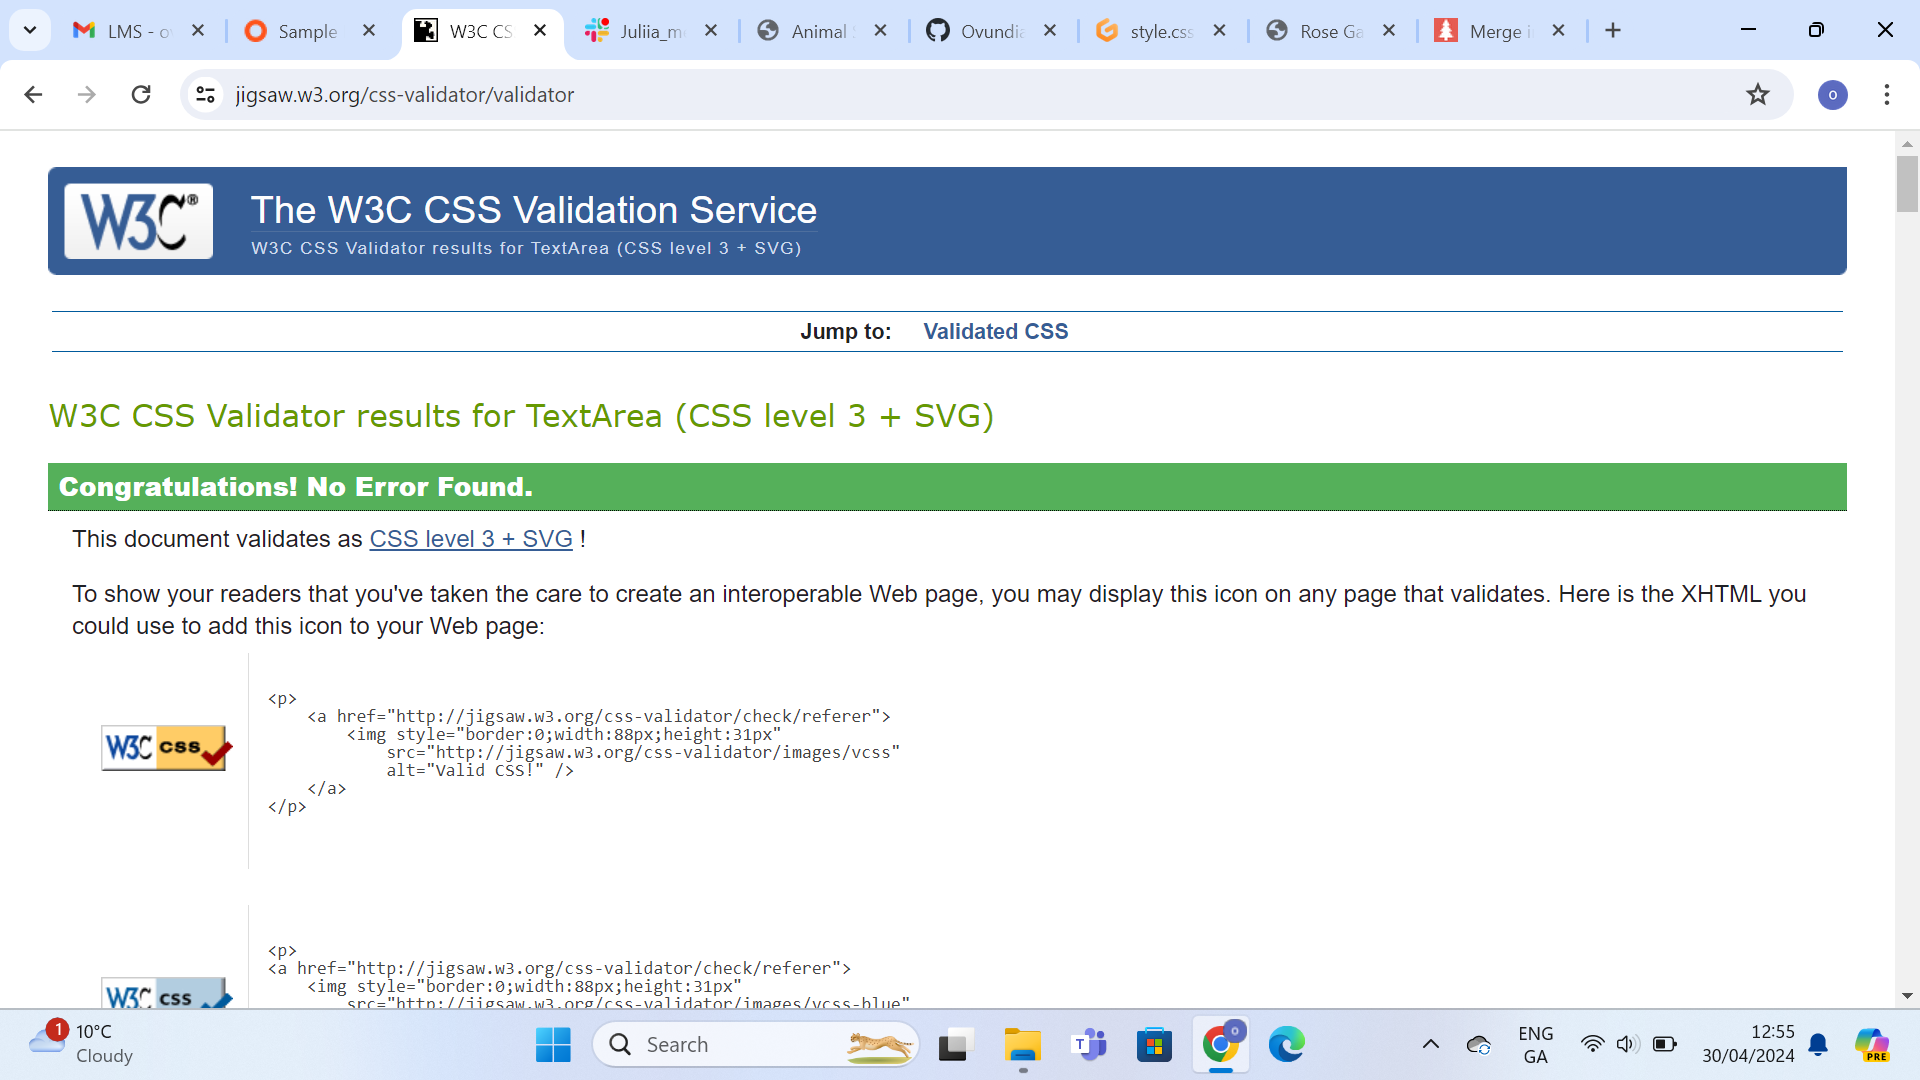 LMS - o
Sample
W3C CS
Juliia_m
Animal
Ovundi
style.css
Rose Ga
Merge i
jigsaw.w3.org/css-validator/validator
o
W3C®
The W3C CSS Validation Service
W3C CSS Validator results for TextArea (CSS level 3 + SVG)
Jump to: Validated CSS
W3C CSS Validator results for TextArea (CSS level 3 + SVG)
Congratulations! No Error Found.
This document validates as CSS level 3 + SVG !
To show your readers that you've taken the care to create an interoperable Web page, you may display this icon on any page that validates. Here is the XHTML you
could use to add this icon to your Web page:
W3C css
<p>
<a href="http://jigsaw.w3.org/css-validator/check/referer">
<img style="border:0;width:88px;height:31px"
src="http://jigsaw.w3.org/css-validator/images/vcss"
alt="Valid CSS!" />
</a>
</p>
W3C css
<p>
<a href="http://jigsaw.w3.org/css-validator/check/referer">
<img style="border:0;width:88px;height:31px"
src="http://jigsaw.w3.org/css-validator/images/vcss-blue"
1
10°C
Cloudy
Search
T
o
ENG
GA
12:55
30/04/2024
PRE